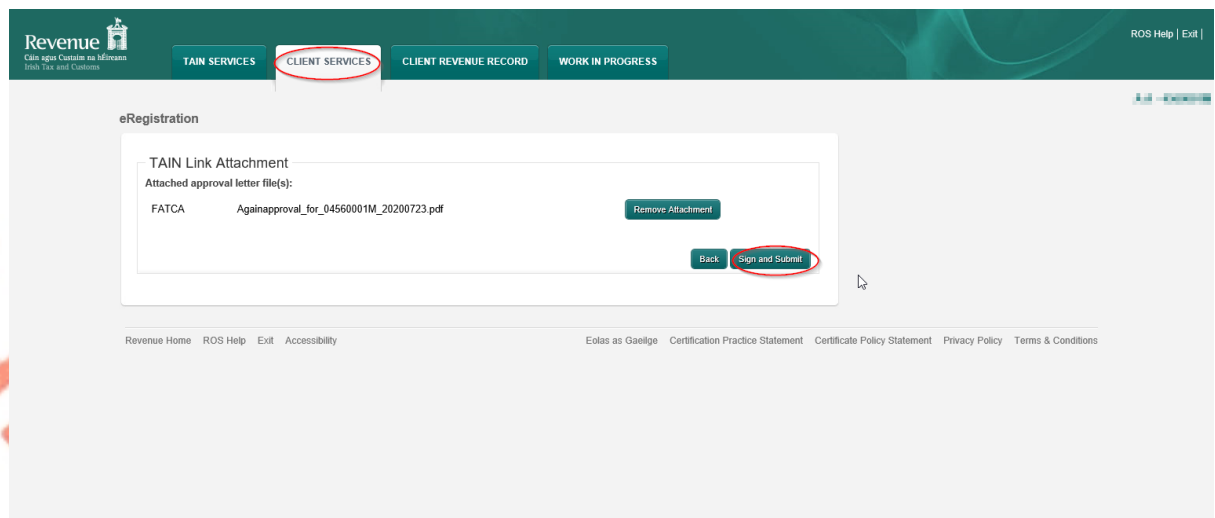 Revenue
Cáin agus Custaim na hÉireann
Irish Tax and Customs
TAIN SERVICES CLIENT SERVICES CLIENT REVENUE RECORD WORK IN PROGRESS
ROS Help | Exit |
eRegistration
TAIN Link Attachment
Attached approval letter file(s):
FATCA Againapproval_for_04560001M_20200723.pdf Remove Attachment
Back Sign and Submit
Revenue Home ROS Help Exit Accessibility Eolas as Gaeilge Certification Practice Statement Certificate Policy Statement Privacy Policy Terms & Conditions